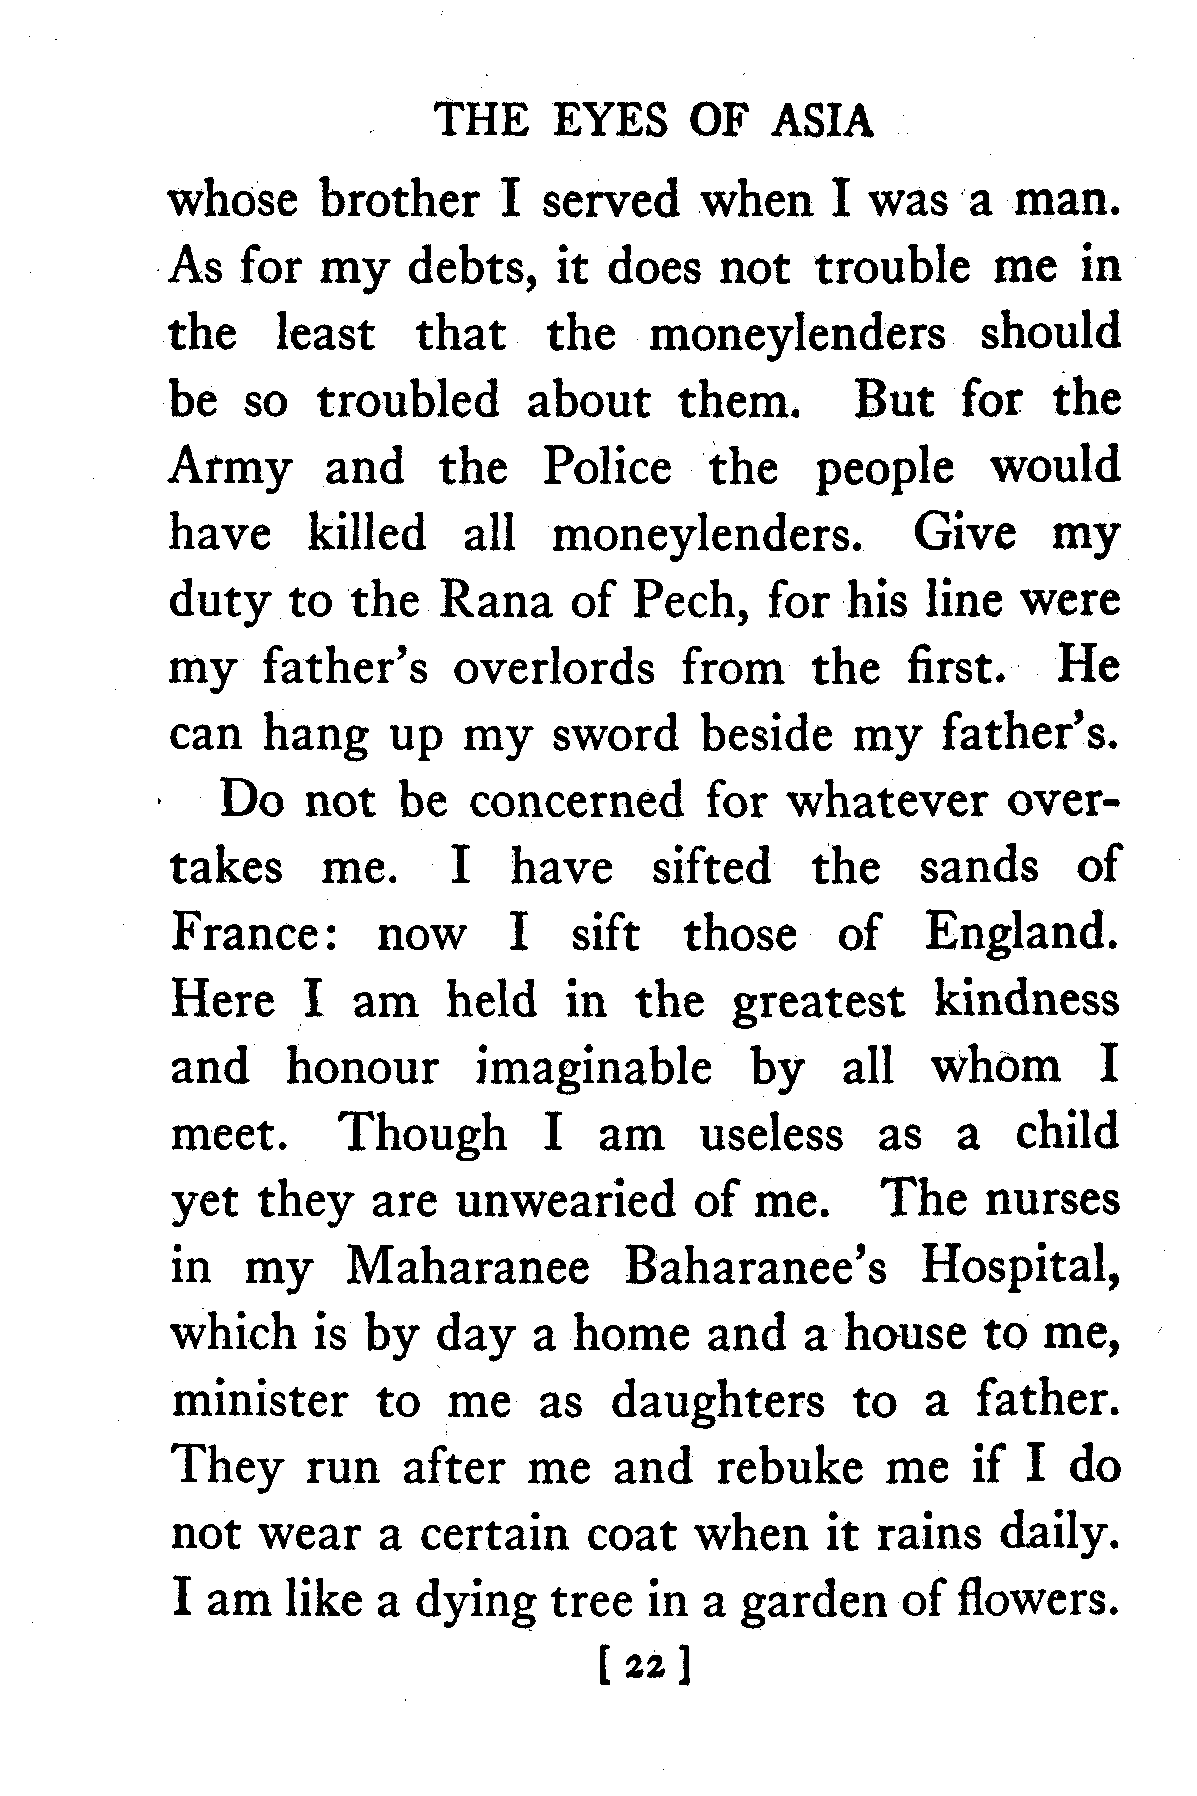 THE EYES OF ASIA
whose brother I served when I was a man.
As for my debts, it does not trouble me in
the least that the moneylenders should
be so troubled about them. But for the
Army and the Police the people would
have killed all moneylenders. Give my
duty to the Rana of Pech, for his line were
my father's overlords from the first. He
can hang up my sword beside my father's.
Do not be concerned for whatever over-
takes me. I have sifted the sands of
France: now I sift those of England.
Here I am held in the greatest kindness
and honour imaginable by all whom I
meet. Though I am useless as a child
yet they are unwearied of me. The nurses
in my Maharanee Baharanee's Hospital,
which is by day a home and a house to me,
minister to me as daughters to a father.
They run after me and rebuke me if I do
not wear a certain coat when it rains daily.
I am like a dying tree in a garden of flowers.
[ 22 ]